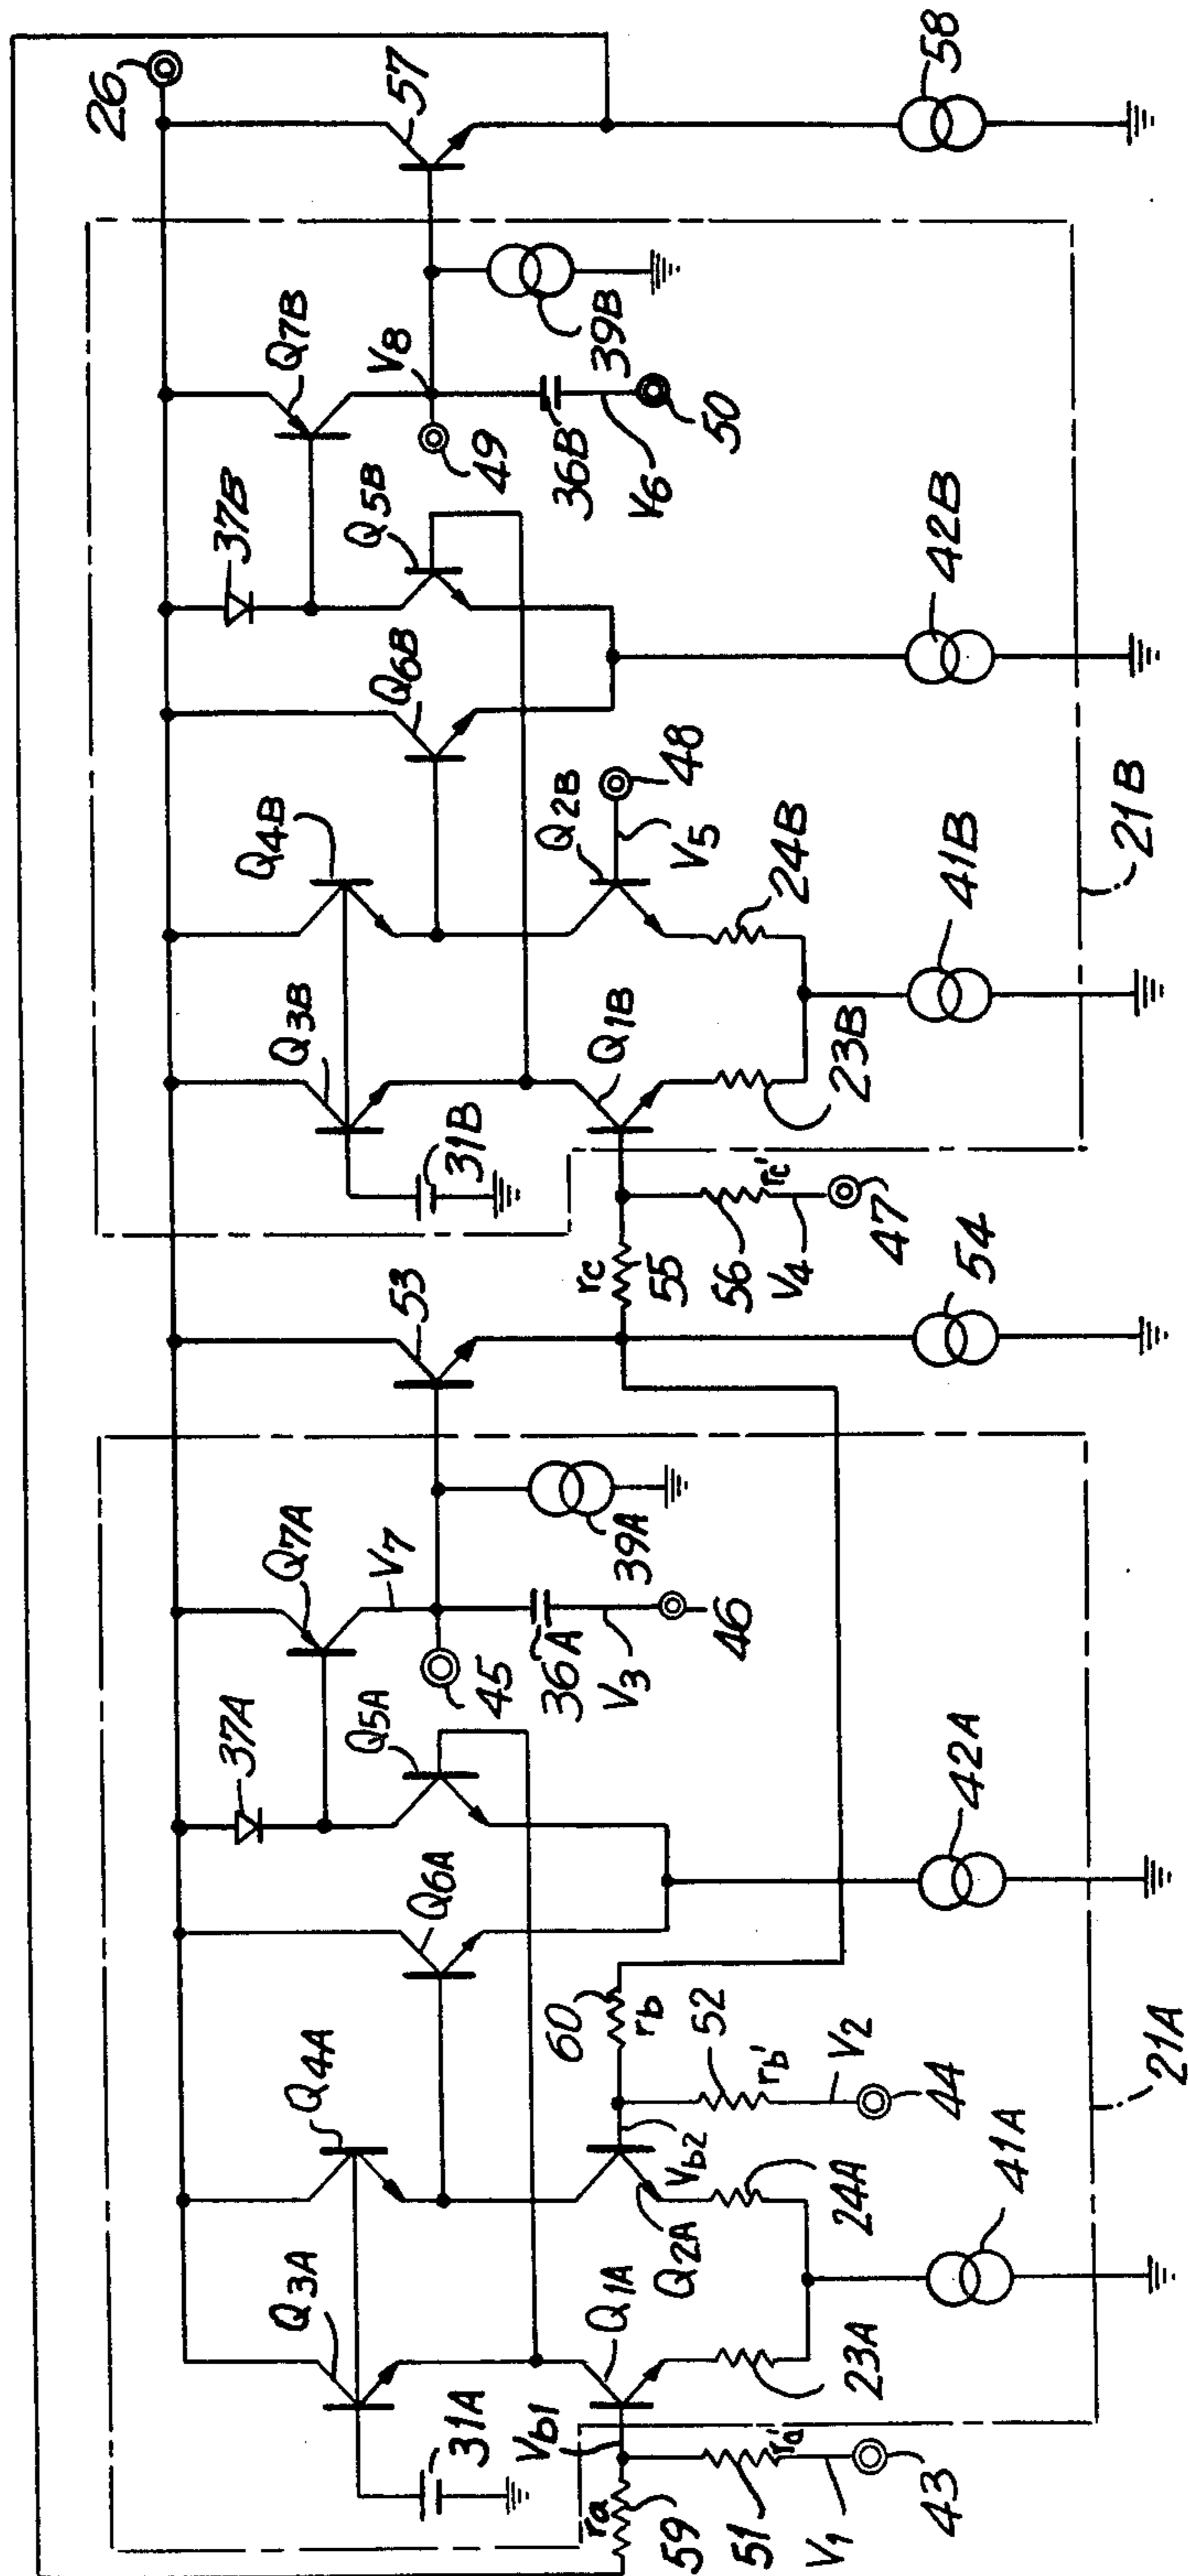 26
57
58
Q7B
V8
39B
49
36B
V6
50
37B
Q5B
Q6B
42B
Q4B
Q2B
48
V5
24B
41B
21B
Q3B
Q1B
23B
31B
rc
55
56
rc'
V4
47
53
54
Q7A
V7
39A
45
36A
V3
46
37A
Q5A
Q6A
42A
60
rb
52
rb'
V2
44
21A
Q4A
Vb2
Q2A
24A
41A
Q3A
Q1A
23A
31A
Vb1
ra
59
51
ra'
V1
43